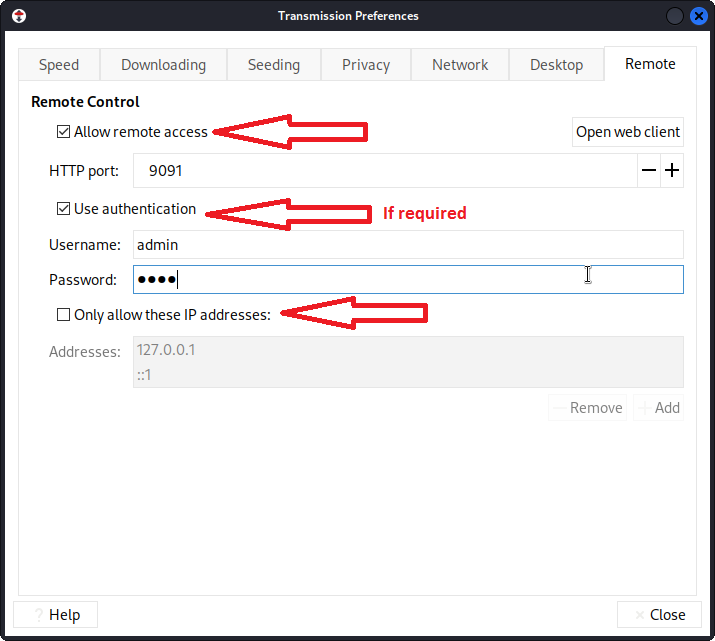 Transmission Preferences
Speed Downloading Seeding Privacy Network Desktop Remote
Remote Control
Allow remote access
Open web client
HTTP port: 9091
Use authentication If required
Username: admin
Password: ●●●●
Only allow these IP addresses:
Addresses: 127.0.0.1
::1
Remove Add
? Help Close